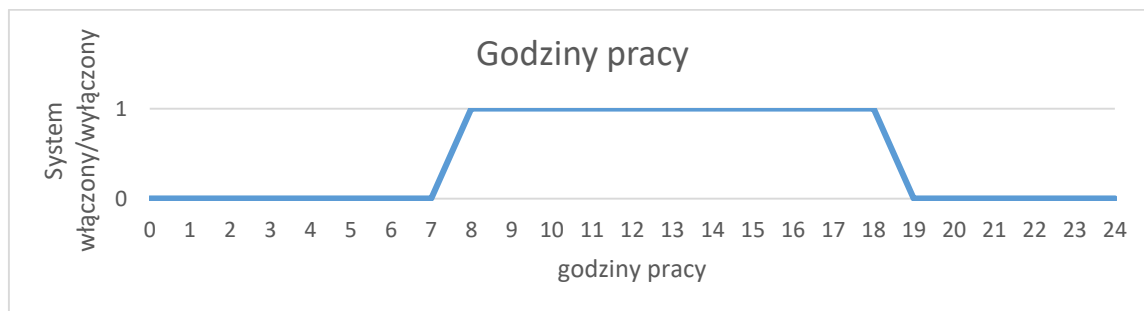 Godziny pracy
System
włączony/wyłączony
1
0
0 1 2 3 4 5 6 7 8 9 10 11 12 13 14 15 16 17 18 19 20 21 22 23 24
godziny pracy